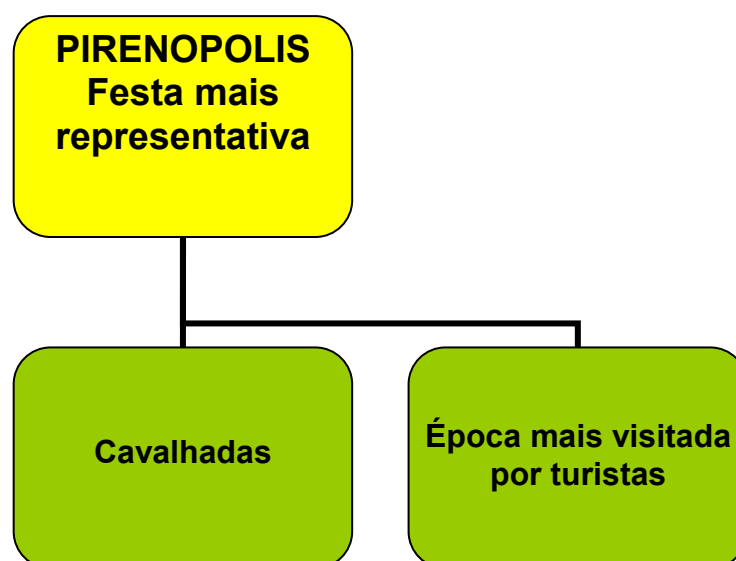 PIRENOPOLIS
Festa mais
representativa
Cavalhadas
Época mais visitada
por turistas